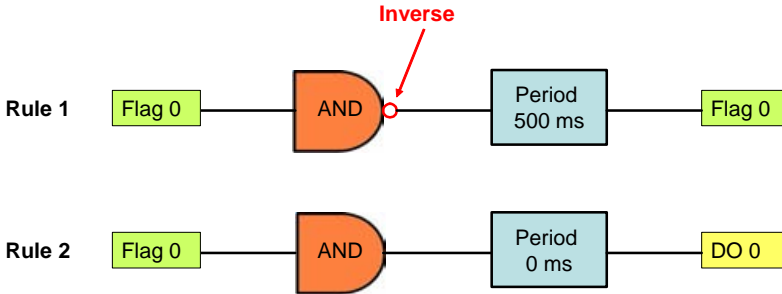 Inverse
Rule 1
Flag 0
AND
Period
500 ms
Flag 0
Rule 2
Flag 0
AND
Period
0 ms
DO 0